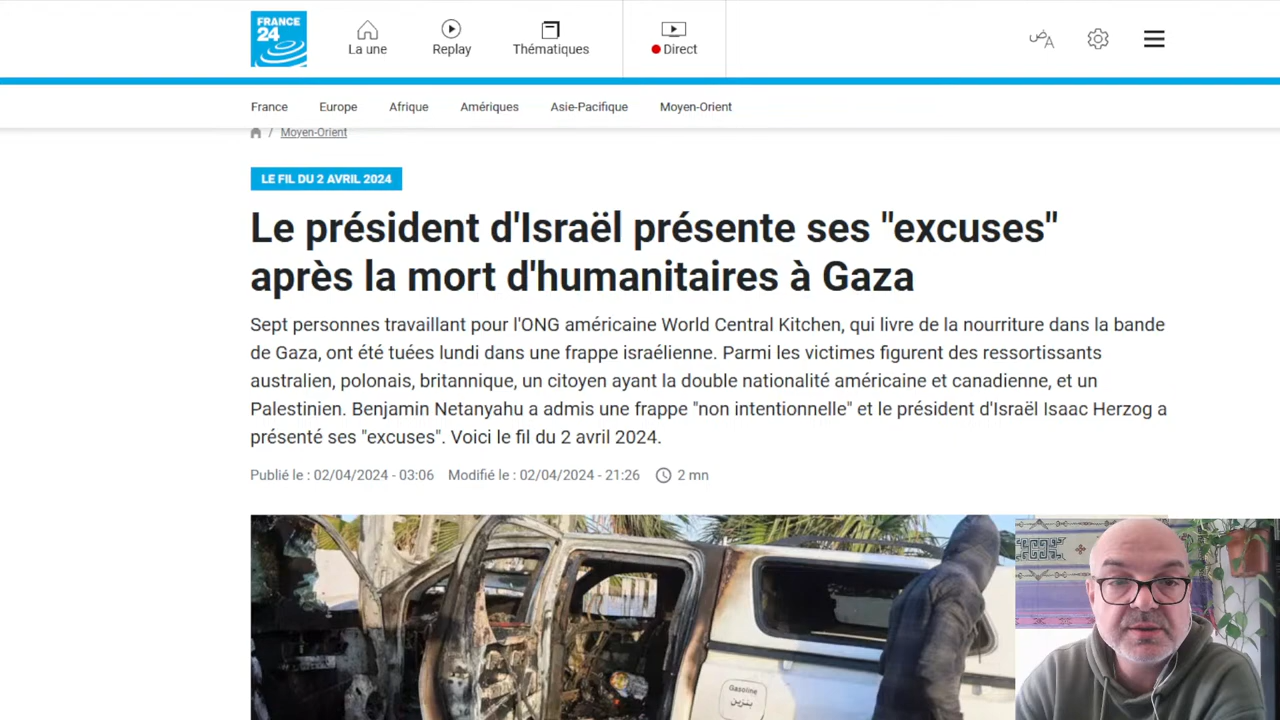 FRANCE
24
La une
Replay
Thématiques
Direct
ض A
France
Europe
Afrique
Amériques
Asie-Pacifique
Moyen-Orient
/ Moyen-Orient
LE FIL DU 2 AVRIL 2024
Le président d'Israël présente ses "excuses"
après la mort d'humanitaires à Gaza
Sept personnes travaillant pour l'ONG américaine World Central Kitchen, qui livre de la nourriture dans la bande
de Gaza, ont été tuées lundi dans une frappe israélienne. Parmi les victimes figurent des ressortissants
australien, polonais, britannique, un citoyen ayant la double nationalité américaine et canadienne, et un
Palestinien. Benjamin Netanyahu a admis une frappe "non intentionnelle" et le président d'Israël Isaac Herzog a
présenté ses "excuses". Voici le fil du 2 avril 2024.
Publié le : 02/04/2024 - 03:06 Modifié le : 02/04/2024 - 21:26 2 mn
Gasoline
بنزين